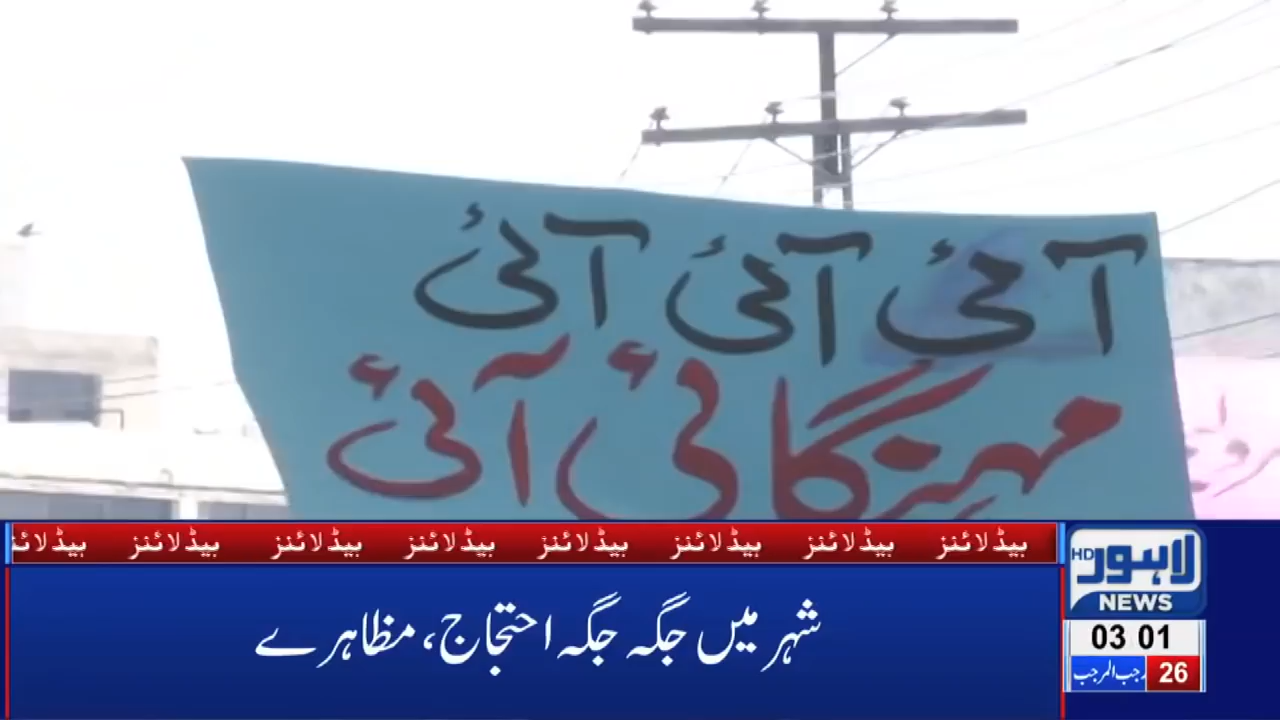 آئی آئی آئی
مہنگائی آئی
ہیڈلائنز ہیڈلائنز ہیڈلائنز ہیڈلائنز ہیڈلائنز ہیڈلائنز ہیڈلائنز ہیڈلائنز
شہر میں جگہ جگہ احتجاج، مظاہرے
لاہور HD
NEWS
03 01
26 رجب المرجب